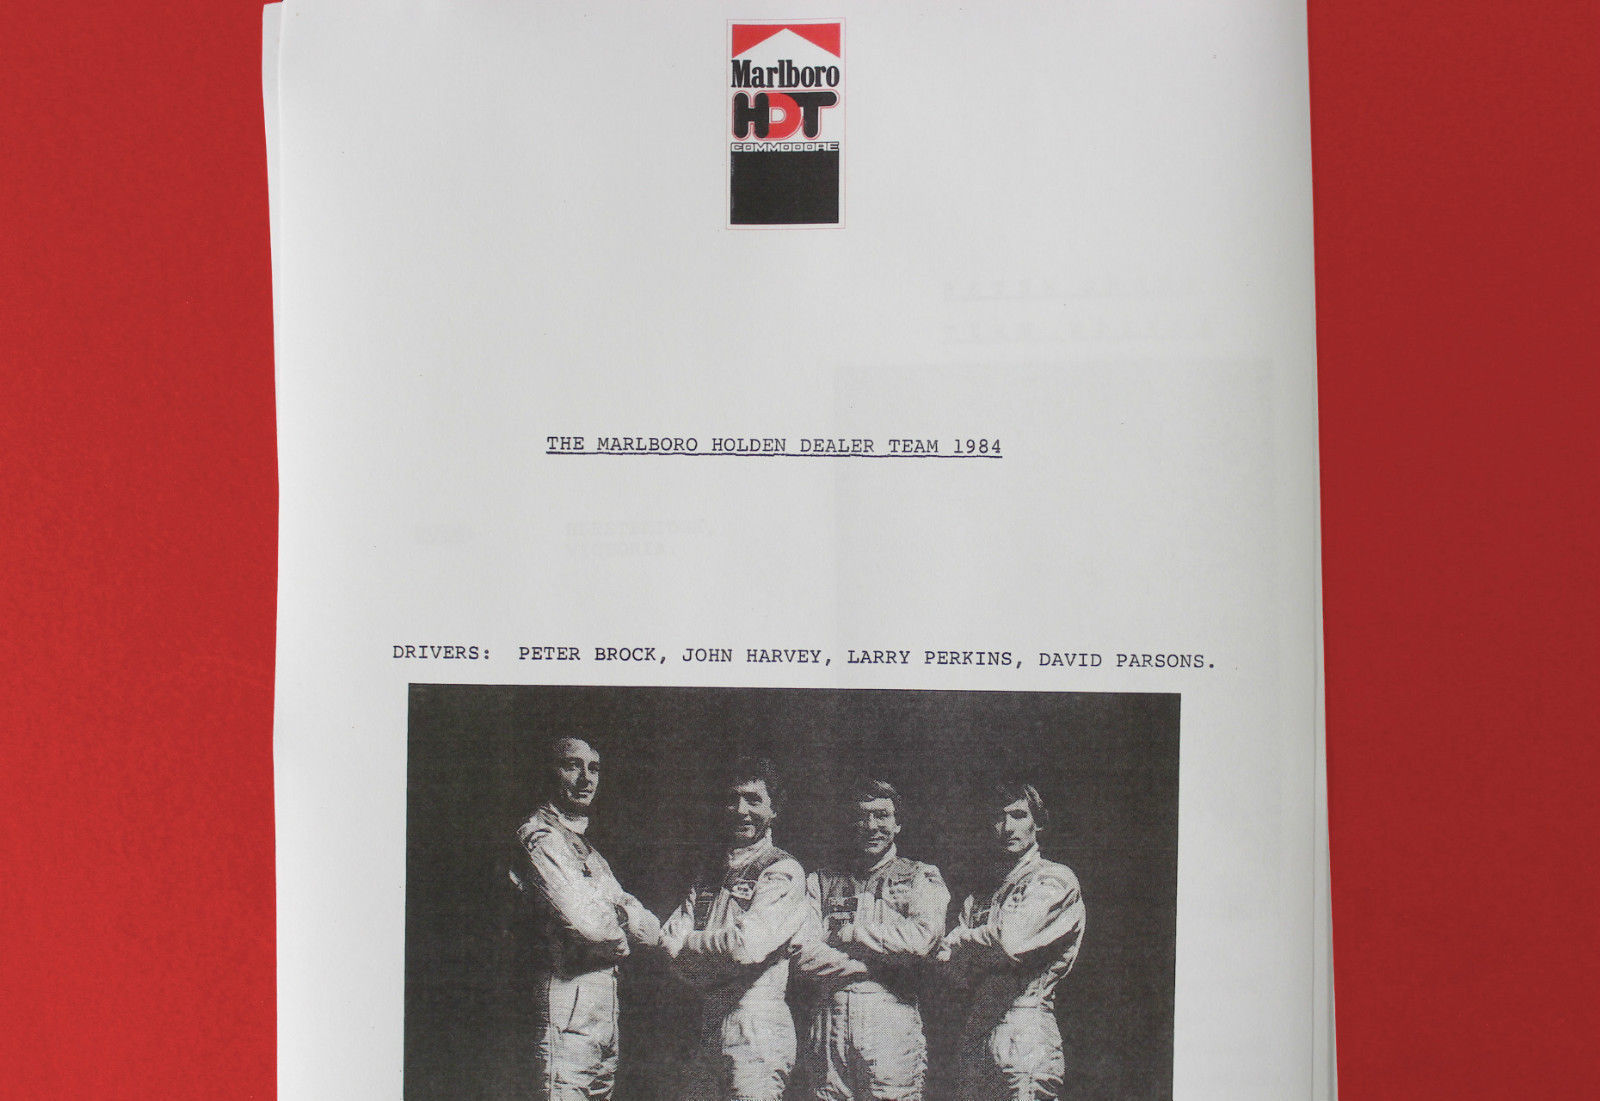 Marlboro
HDT
COMMODORE
THE MARLBORO HOLDEN DEALER TEAM 1984
DRIVERS: PETER BROCK, JOHN HARVEY, LARRY PERKINS, DAVID PARSONS.